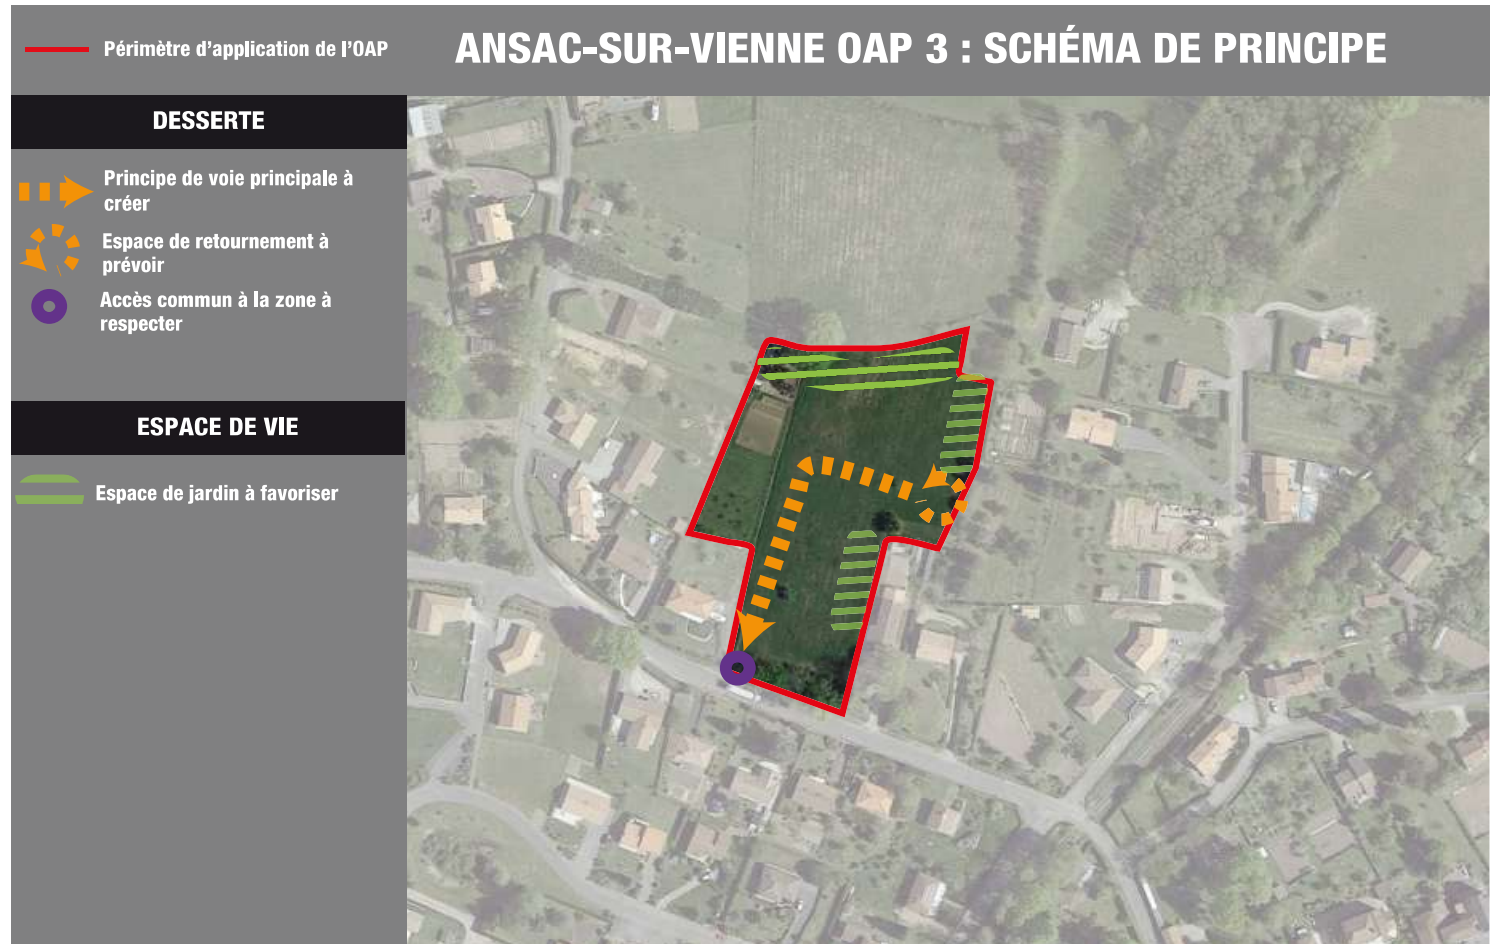 Périmètre d'application de l'OAP
ANSAC-SUR-VIENNE OAP 3 : SCHÉMA DE PRINCIPE
DESSERTE
Principe de voie principale à
créer
Espace de retournement à
prévoir
Accès commun à la zone à
respecter
ESPACE DE VIE
Espace de jardin à favoriser